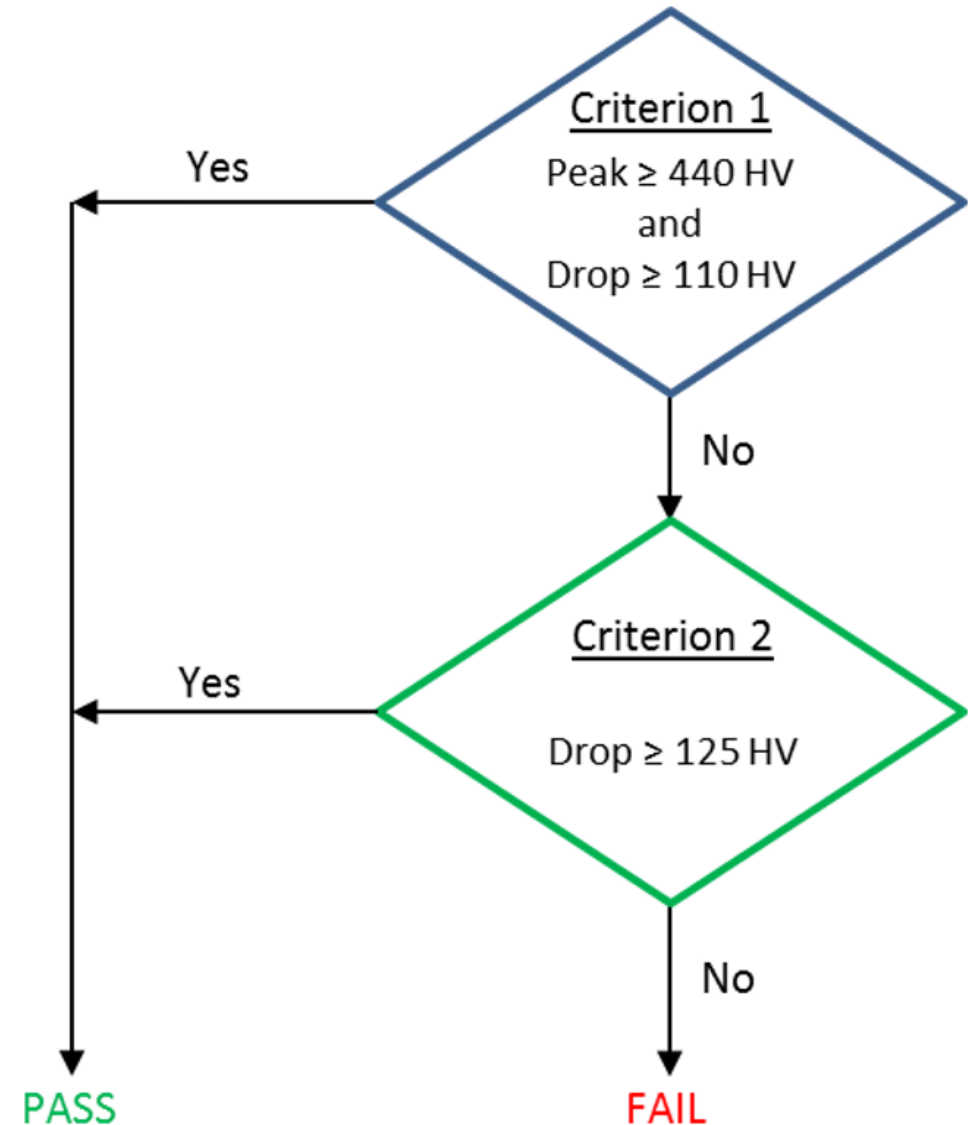 Criterion 1
Peak ≥ 440 HV
and
Drop ≥ 110 HV
Yes
No
Criterion 2
Drop ≥ 125 HV
Yes
No
PASS
FAIL